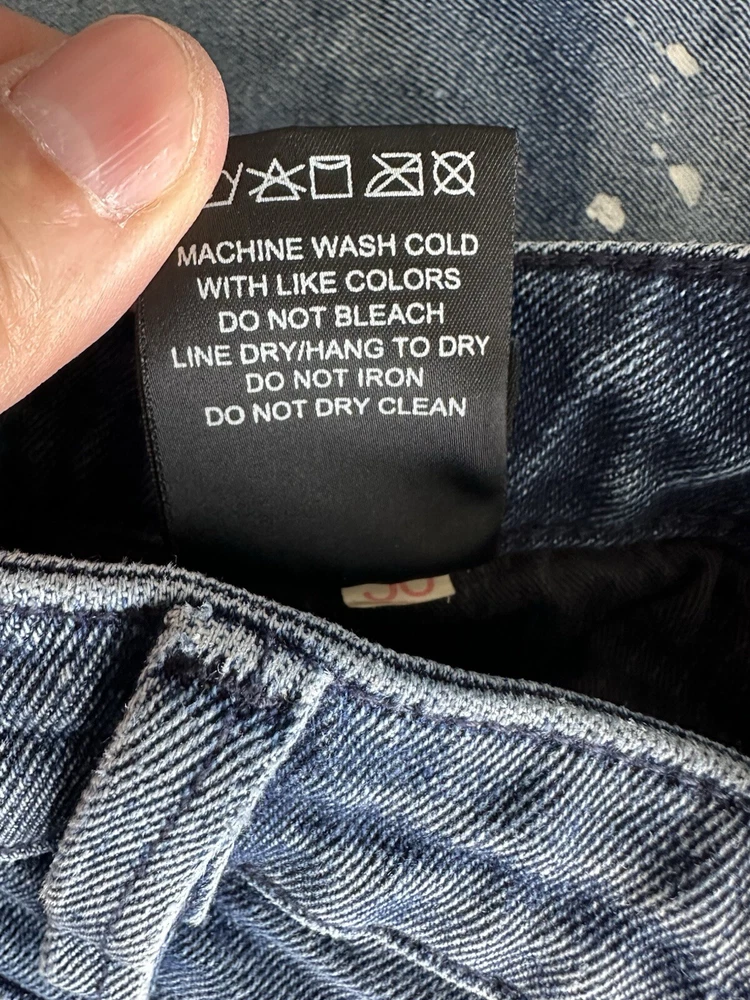 MACHINE WASH COLD
WITH LIKE COLORS
DO NOT BLEACH
LINE DRY/HANG TO DRY
DO NOT IRON
DO NOT DRY CLEAN